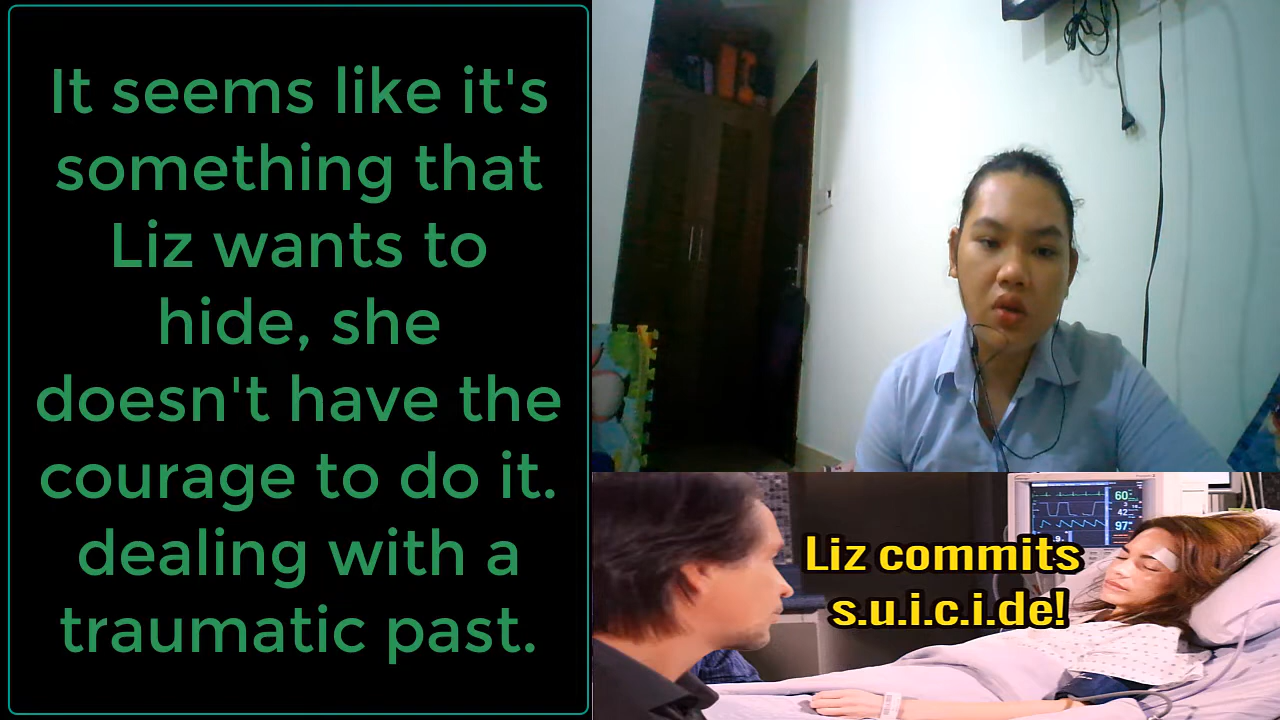 It seems like it's
something that
Liz wants to
hide, she
doesn't have the
courage to do it.
dealing with a
traumatic past.
60
42
97
Liz commits
s.u.i.c.i.de!